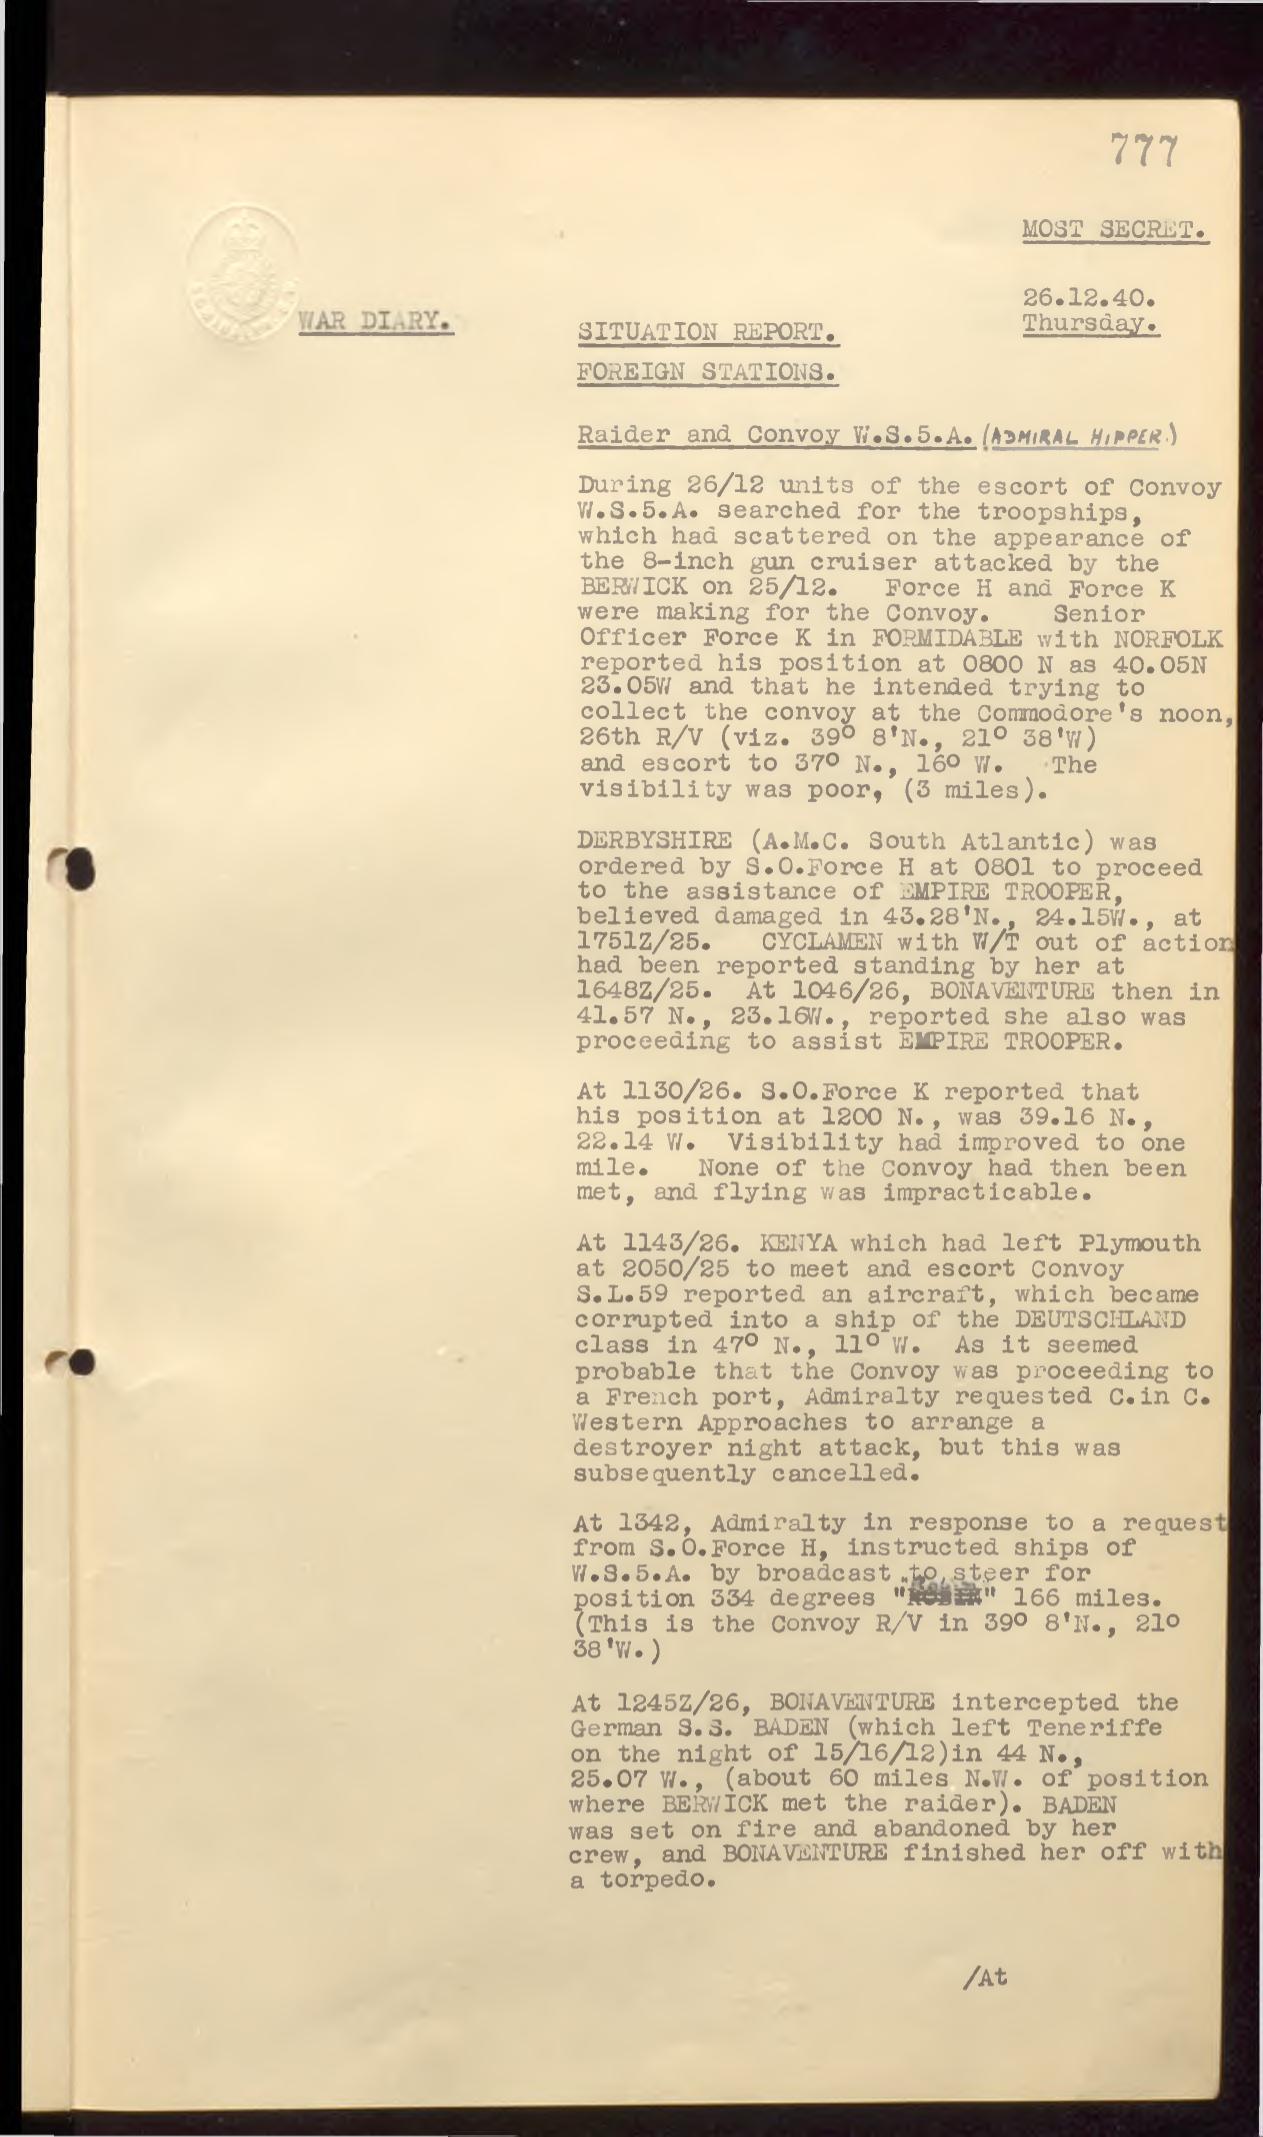 777
MOST SECRET.
26.12.40.
Thursday.
WAR DIARY.
SITUATION REPORT.
FOREIGN STATIONS.
Raider and Convoy W.S.5.A. (ADMIRAL HIPPER.)
During 26/12 units of the escort of Convoy
W.S.5.A. searched for the troopships,
which had scattered on the appearance of
the 8-inch gun cruiser attacked by the
BERWICK on 25/12. Force H and Force K
were making for the Convoy. Senior
Officer Force K in FORMIDABLE with NORFOLK
reported his position at 0800 N as 40.05N
23.05W and that he intended trying to
collect the convoy at the Commodore's noon,
26th R/V (viz. 39º 8'N., 21º 38'W)
and escort to 37º N., 16º W. The
visibility was poor, (3 miles).
DERBYSHIRE (A.M.C. South Atlantic) was
ordered by S.O.Force H at 0801 to proceed
to the assistance of EMPIRE TROOPER,
believed damaged in 43.28'N., 24.15W., at
1751Z/25. CYCLAMEN with W/T out of action
had been reported standing by her at
1648Z/25. At 1046/26, BONAVENTURE then in
41.57 N., 23.16W., reported she also was
proceeding to assist EMPIRE TROOPER.
At 1130/26. S.O.Force K reported that
his position at 1200 N., was 39.16 N.,
22.14 W. Visibility had improved to one
mile. None of the Convoy had then been
met, and flying was impracticable.
At 1143/26. KENYA which had left Plymouth
at 2050/25 to meet and escort Convoy
S.L.59 reported an aircraft, which became
corrupted into a ship of the DEUTSCHLAND
class in 47º N., 11º W. As it seemed
probable that the Convoy was proceeding to
a French port, Admiralty requested C.in C.
Western Approaches to arrange a
destroyer night attack, but this was
subsequently cancelled.
At 1342, Admiralty in response to a request
from S.O.Force H, instructed ships of
W.S.5.A. by broadcast to steer for
position 334 degrees "" 166 miles.
(This is the Convoy R/V in 39º 8'N., 21º
38'W.)
At 1245Z/26, BONAVENTURE intercepted the
German S.S. BADEN (which left Teneriffe
on the night of 15/16/12)in 44 N.,
25.07 W., (about 60 miles N.W. of position
where BERWICK met the raider). BADEN
was set on fire and abandoned by her
crew, and BONAVENTURE finished her off with
a torpedo.
/At